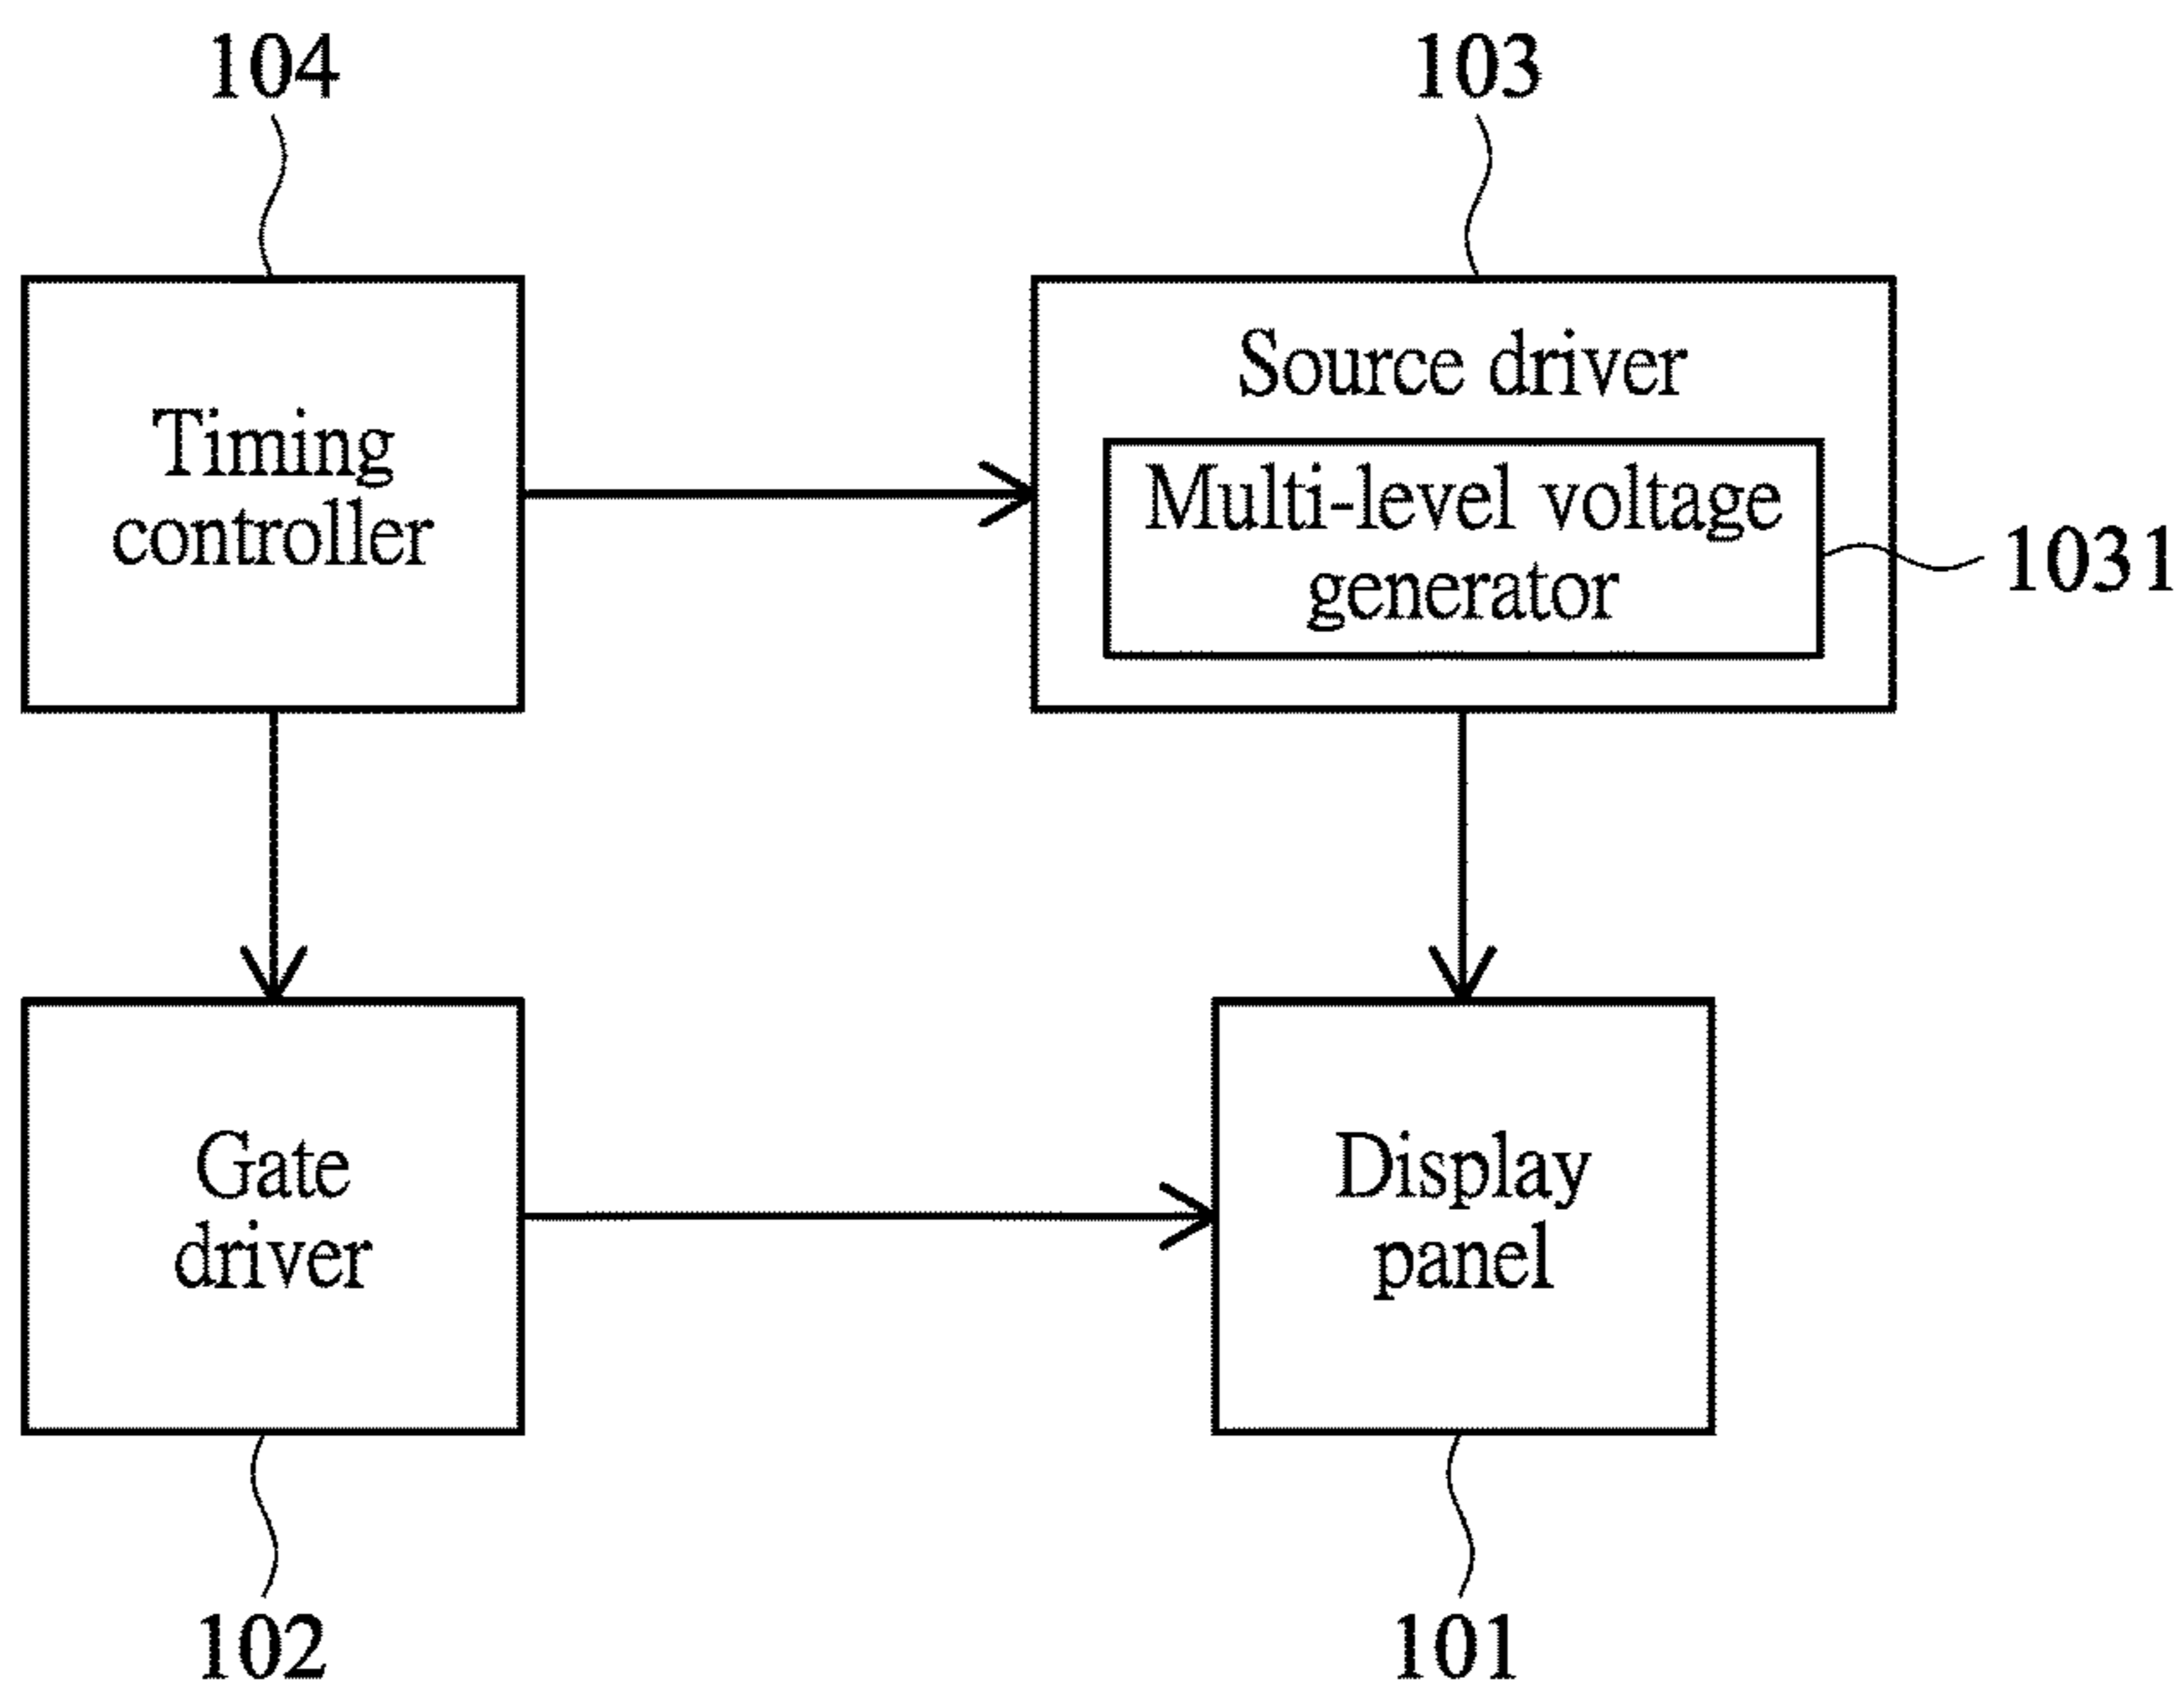 104
103
Timing
controller
Source driver
Multi-level voltage
generator
1031
Gate
driver
Display
panel
102
101